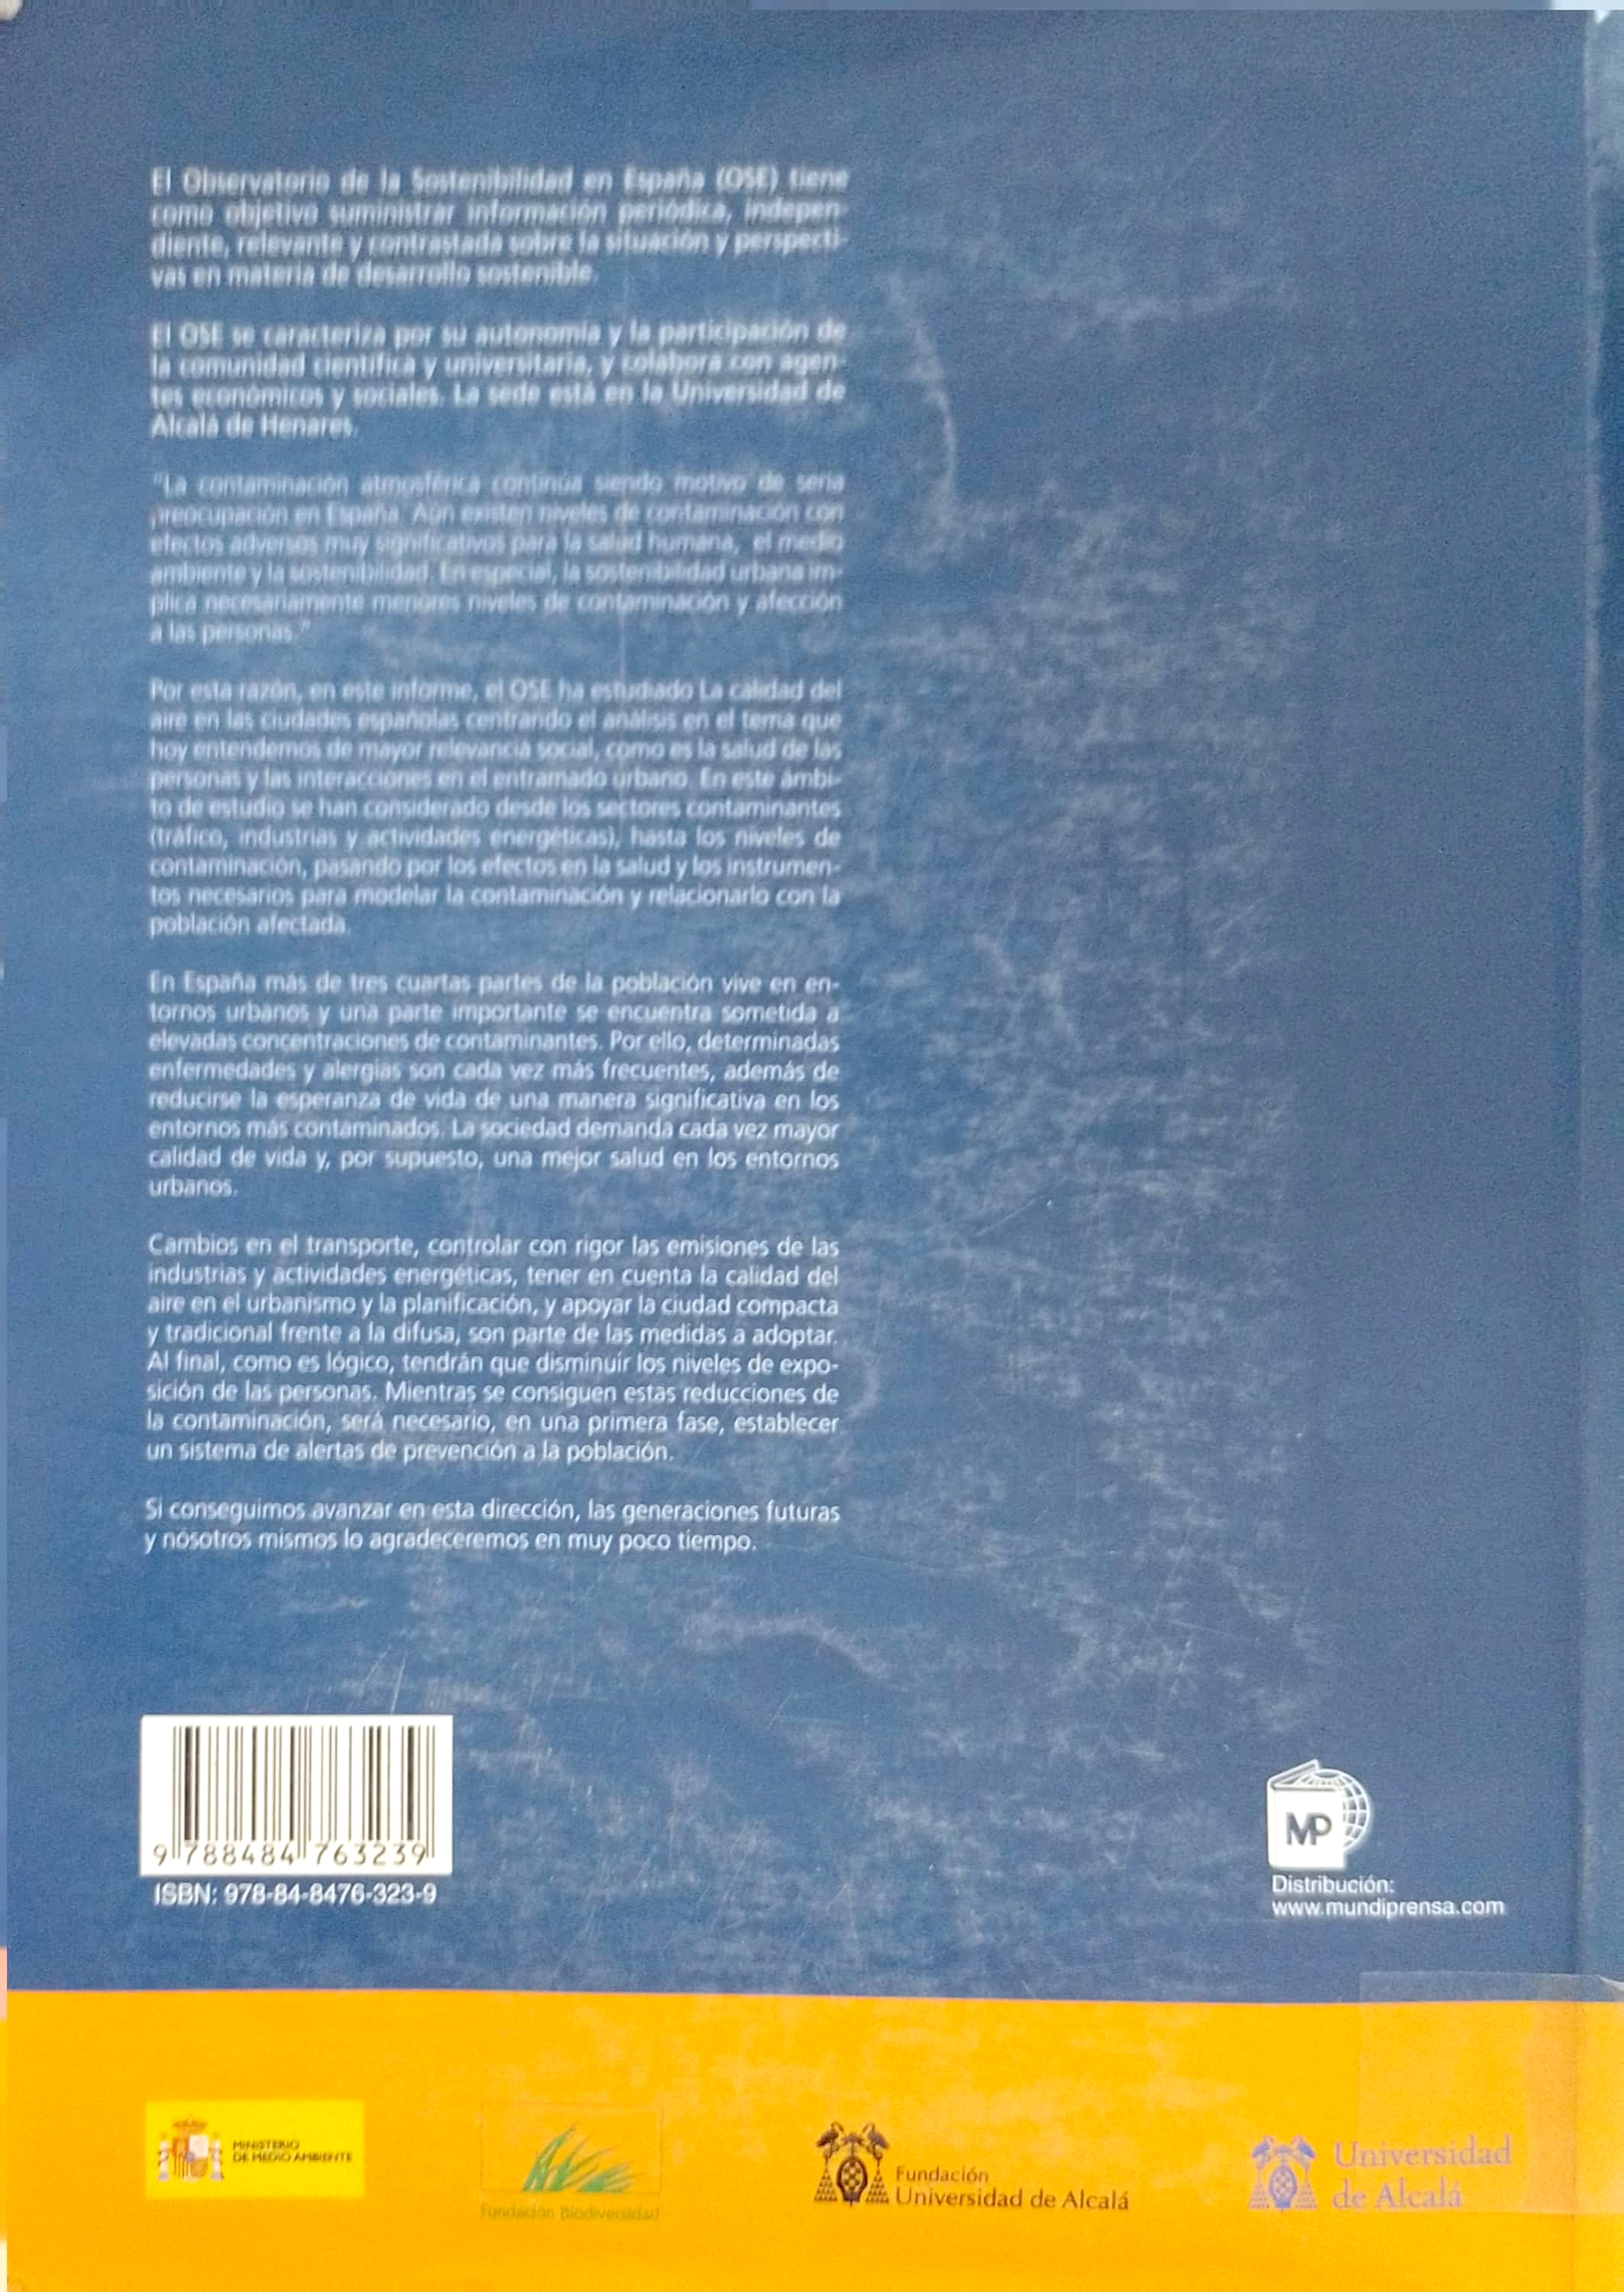 El Observatorio de la Sostenibilidad en España (OSE) tiene
como objetivo suministrar información periódica, indepen-
diente, relevante y contrastada sobre la situación y perspecti-
vas en materia de desarrollo sostenible.
El OSE se caracteriza por su autonomía y la participación de
la comunidad científica y universitaria, y colabora con agen-
tes económicos y sociales. La sede está en la Universidad de
Alcalá de Henares.
"La contaminación atmosférica continúa siendo motivo de seria
preocupación en España. Aún existen niveles de contaminación con
efectos adversos muy significativos para la salud humana, el medio
ambiente y la sostenibilidad. En especial, la sostenibilidad urbana im-
plica necesariamente menores niveles de contaminación y afección
a las personas."
Por esta razón, en este informe, el OSE ha estudiado La calidad del
aire en las ciudades españolas centrando el análisis en el tema que
hoy entendemos de mayor relevancia social, como es la salud de las
personas y las interacciones en el entramado urbano. En este ámbi-
to de estudio se han considerado desde los sectores contaminantes
(tráfico, industrias y actividades energéticas), hasta los niveles de
contaminación, pasando por los efectos en la salud y los instrumen-
tos necesarios para modelar la contaminación y relacionarlo con la
población afectada.
En España más de tres cuartas partes de la población vive en en-
tornos urbanos y una parte importante se encuentra sometida a
elevadas concentraciones de contaminantes. Por ello, determinadas
enfermedades y alergias son cada vez más frecuentes, además de
reducirse la esperanza de vida de una manera significativa en los
entornos más contaminados. La sociedad demanda cada vez mayor
calidad de vida y, por supuesto, una mejor salud en los entornos
urbanos.
Cambios en el transporte, controlar con rigor las emisiones de las
industrias y actividades energéticas, tener en cuenta la calidad del
aire en el urbanismo y la planificación, y apoyar la ciudad compacta
y tradicional frente a la difusa, son parte de las medidas a adoptar.
Al final, como es lógico, tendrán que disminuir los niveles de expo-
sición de las personas. Mientras se consiguen estas reducciones de
la contaminación, será necesario, en una primera fase, establecer
un sistema de alertas de prevención a la población.
Si conseguimos avanzar en esta dirección, las generaciones futuras
y nosotros mismos lo agradeceremos en muy poco tiempo.
9 788484 763239
ISBN: 978-84-8476-323-9
MP
Distribución:
www.mundiprensa.com
MINISTERIO
DE MEDIO AMBIENTE
Fundación Biodiversidad
Fundación
Universidad de Alcalá
Universidad
de Alcalá